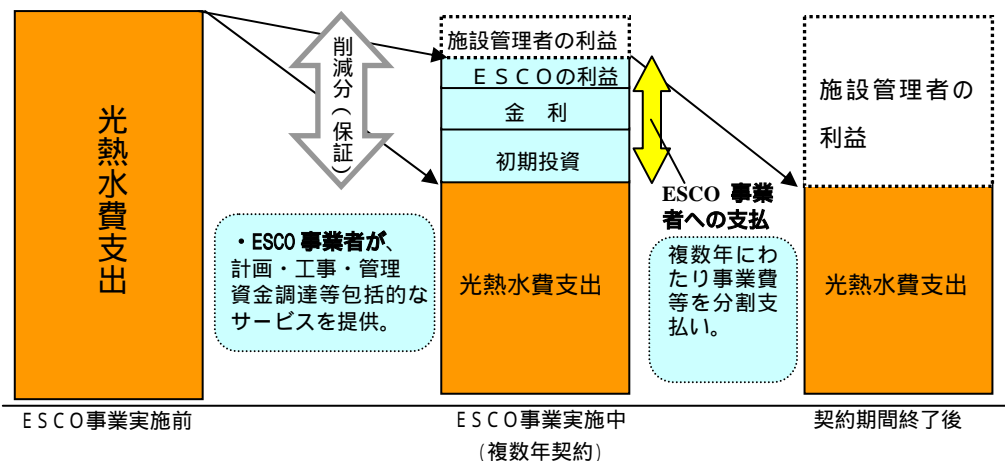 光熱水費支出
削減分(保証)
施設管理者の利益
ESCOの利益
金 利
初期投資
光熱水費支出
・ESCO 事業者が、
計画・工事・管理
資金調達等包括的な
サービスを提供。
ESCO 事業
者への支払
複数年にわ
たり事業費
等を分割支
払い。
施設管理者の
利益
光熱水費支出
ESCO事業実施前
ESCO事業実施中
(複数年契約)
契約期間終了後